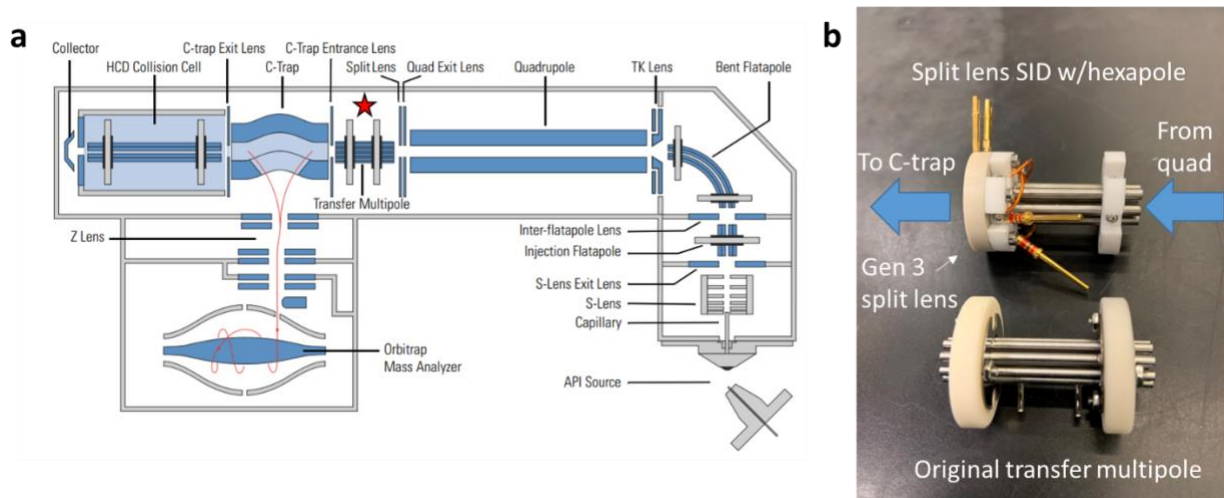 a
Collector
C-trap Exit Lens
HCD Collision Cell
C-Trap Entrance Lens
C-Trap
Split Lens
Quad Exit Lens
Quadrupole
TK Lens
Bent Flatapole
Transfer Multipole
Z Lens
Inter-flatapole Lens
Injection Flatapole
S-Lens Exit Lens
S-Lens
Capillary
Orbitrap
Mass Analyzer
API Source
b
Split lens SID w/hexapole
To C-trap
From
quad
Gen 3
split lens
Original transfer multipole